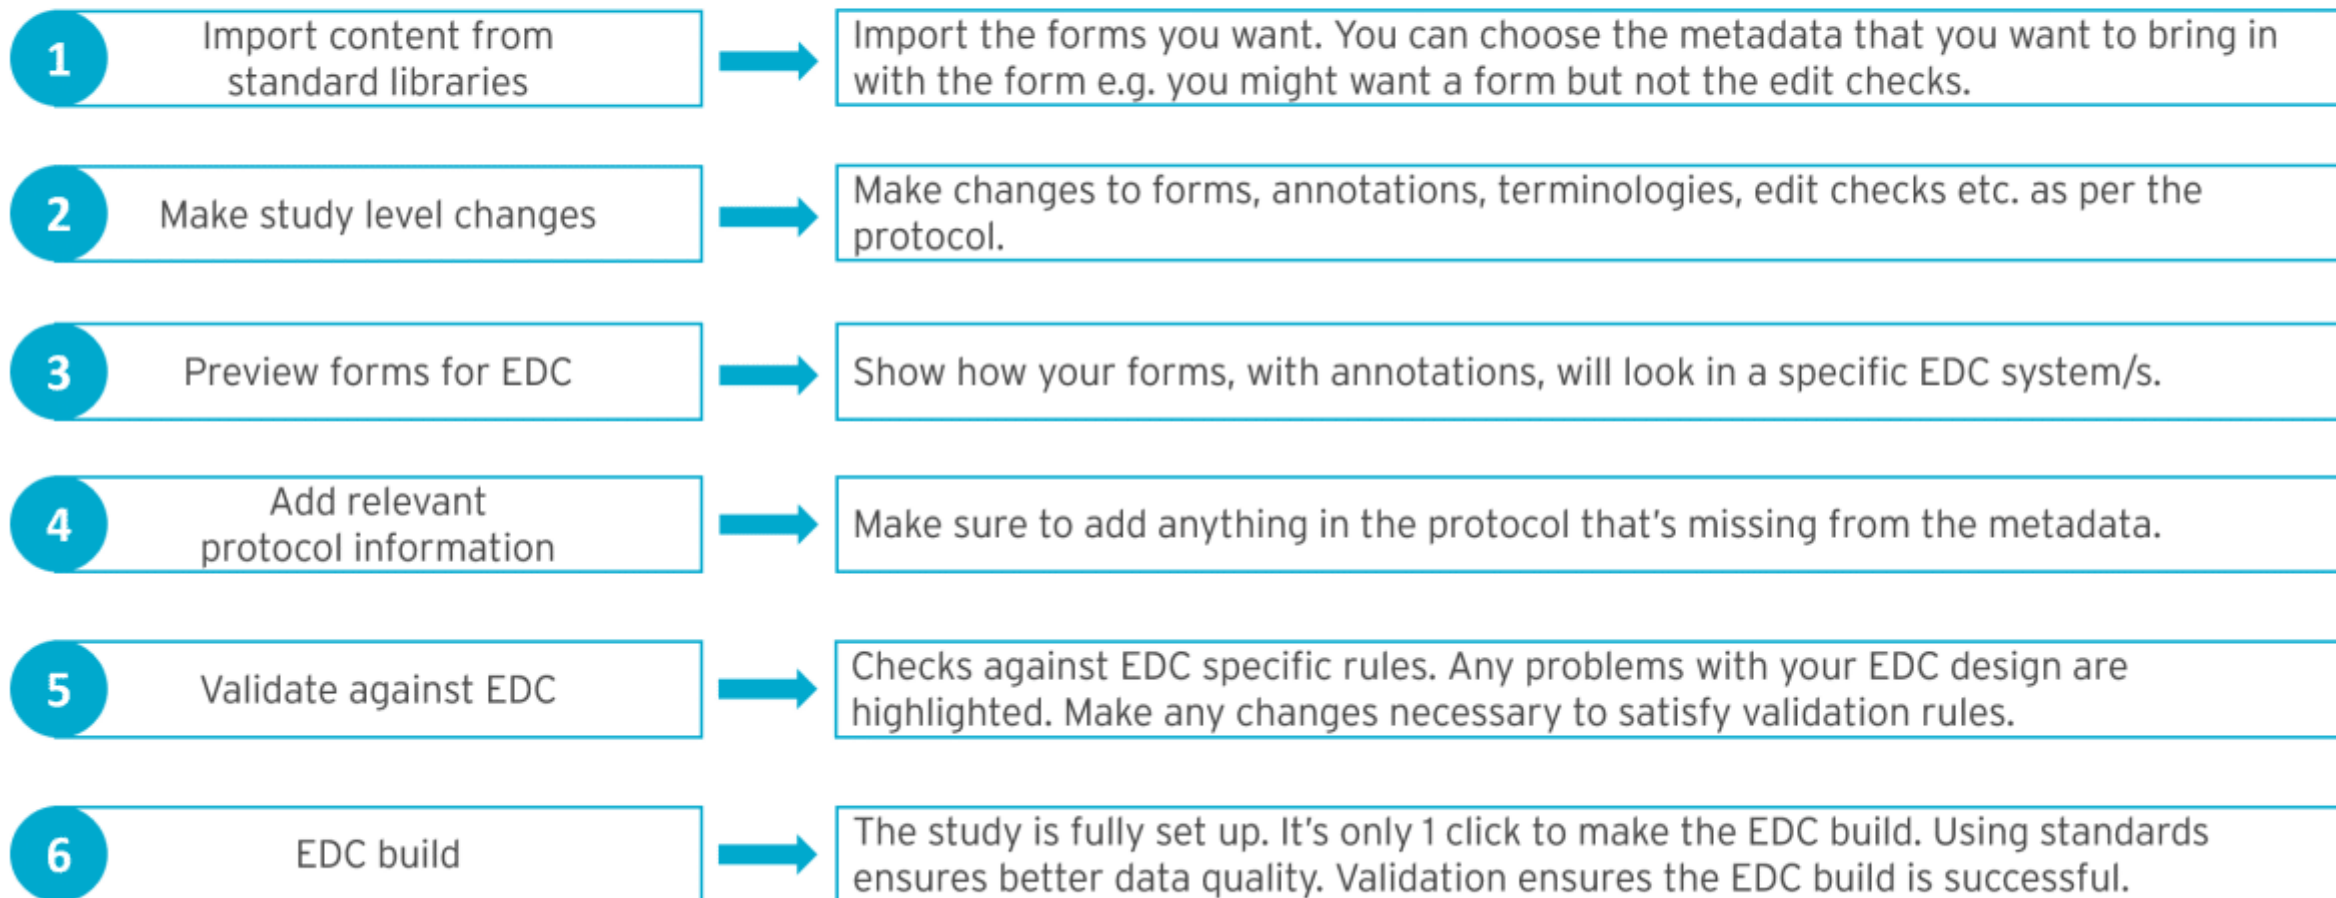 1
Import content from
standard libraries
Import the forms you want. You can choose the metadata that you want to bring in
with the form e.g. you might want a form but not the edit checks.
2
Make study level changes
Make changes to forms, annotations, terminologies, edit checks etc. as per the
protocol.
3
Preview forms for EDC
Show how your forms, with annotations, will look in a specific EDC system/s.
4
Add relevant
protocol information
Make sure to add anything in the protocol that's missing from the metadata.
5
Validate against EDC
Checks against EDC specific rules. Any problems with your EDC design are
highlighted. Make any changes necessary to satisfy validation rules.
6
EDC build
The study is fully set up. It's only 1 click to make the EDC build. Using standards
ensures better data quality. Validation ensures the EDC build is successful.